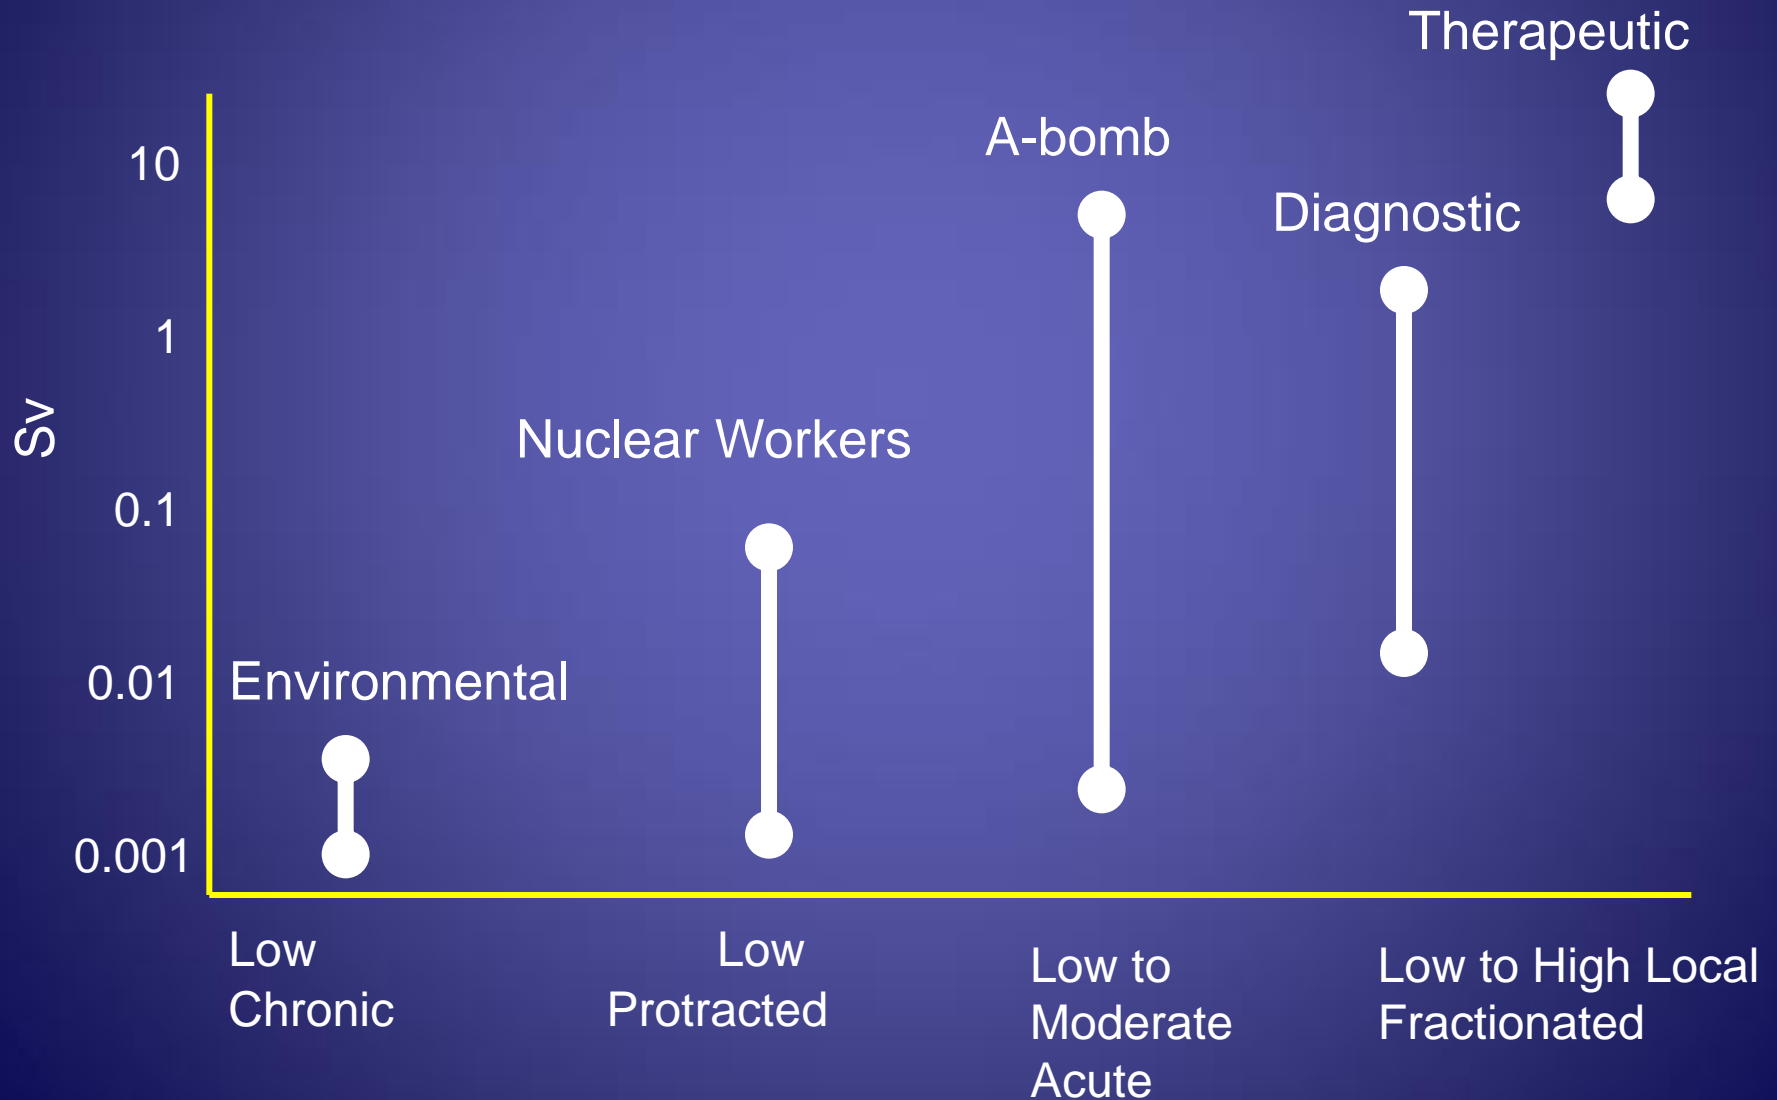 Therapeutic
A-bomb
Diagnostic
Nuclear Workers
Environmental
Sv
10
1
0.1
0.01
0.001
Low
Chronic
Low
Protracted
Low to
Moderate
Acute
Low to High Local
Fractionated